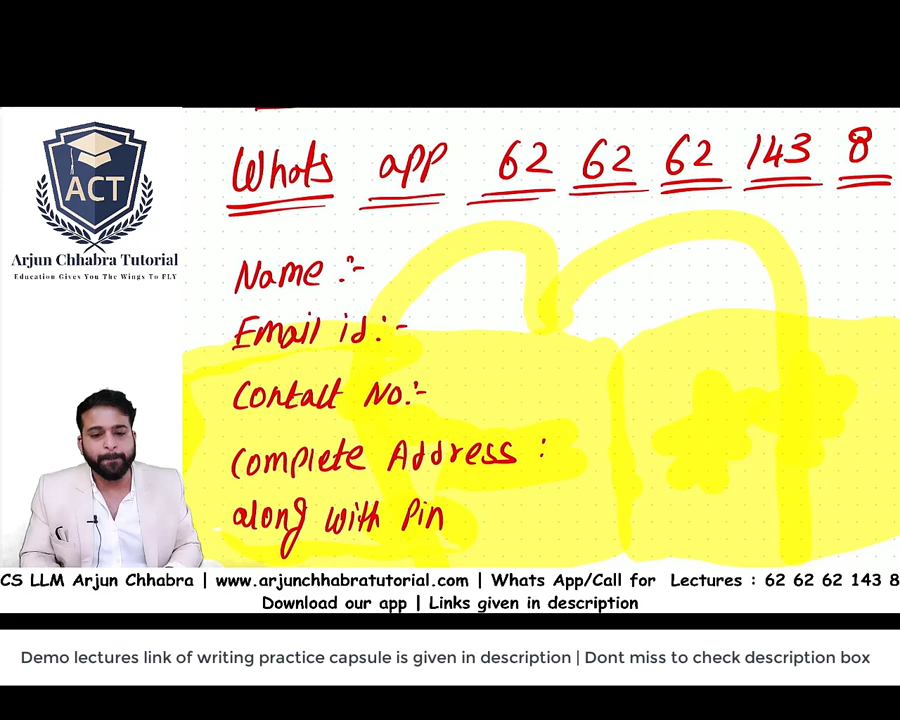 Whats app 62 62 62 143 8
ACT
Arjun Chhabra Tutorial
Education Gives You The Wings To FLY
Name :-
Email id :-
Contact No. :-
Complete Address :
along with Pin
CS LLM Arjun Chhabra | www.arjunchhabratutorial.com | Whats App/Call for Lectures : 62 62 62 143 8
Download our app | Links given in description
Demo lectures link of writing practice capsule is given in description | Dont miss to check description box